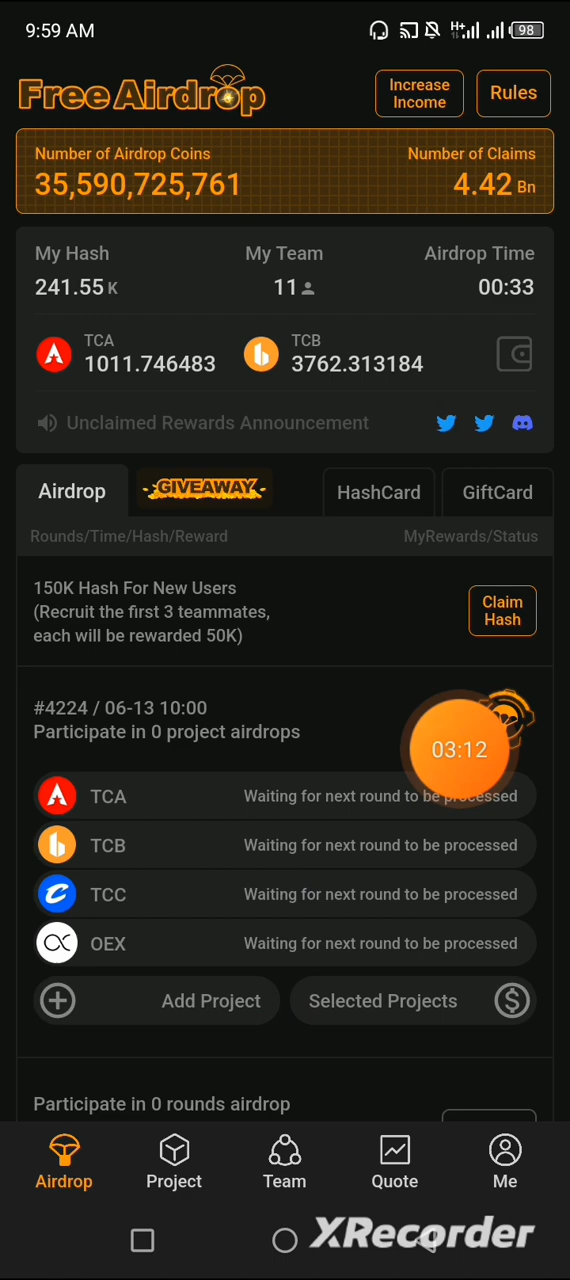 9:59 AM
H+
98
Free Airdrop
Increase
Income
Rules
Number of Airdrop Coins
Number of Claims
35,590,725,761
4.42 Bn
My Hash
My Team
Airdrop Time
241.55 K
11
00:33
TCA
1011.746483
TCB
3762.313184
Unclaimed Rewards Announcement
Airdrop
GIVEAWAY
HashCard
GiftCard
Rounds/Time/Hash/Reward
MyRewards/Status
150K Hash For New Users
(Recruit the first 3 teammates,
each will be rewarded 50K)
Claim
Hash
#4224 / 06-13 10:00
Participate in 0 project airdrops
03:12
TCA
Waiting for next round to be processed
TCB
Waiting for next round to be processed
TCC
Waiting for next round to be processed
OEX
Waiting for next round to be processed
Add Project
Selected Projects
Participate in 0 rounds airdrop
Airdrop
Project
Team
Quote
Me
XRecorder